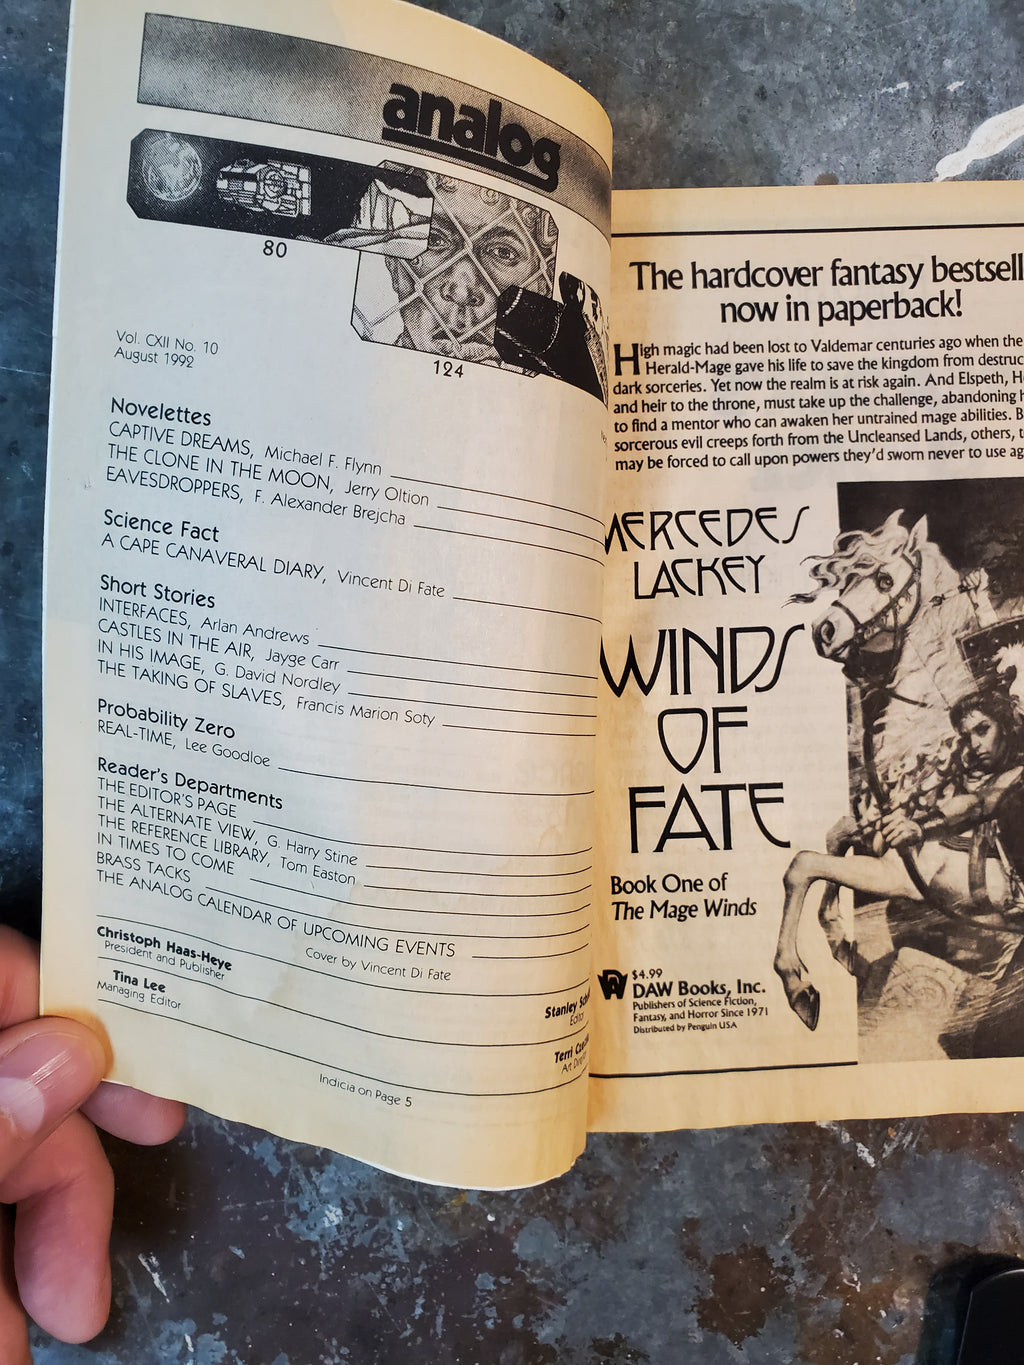 analog
80
124
Vol. CXII No. 10
August 1992
Novelettes
CAPTIVE DREAMS, Michael F. Flynn
THE CLONE IN THE MOON, Jerry Oltion
EAVESDROPPERS, F. Alexander Brejcha
Science Fact
A CAPE CANAVERAL DIARY, Vincent Di Fate
Short Stories
INTERFACES, Arlan Andrews
CASTLES IN THE AIR, Jayge Carr
IN HIS IMAGE, G. David Nordley
THE TAKING OF SLAVES, Francis Marion Soty
Probability Zero
REAL-TIME, Lee Goodloe
Reader's Departments
THE EDITOR'S PAGE
THE ALTERNATE VIEW, G. Harry Stine
THE REFERENCE LIBRARY, Tom Easton
IN TIMES TO COME
BRASS TACKS
THE ANALOG CALENDAR OF UPCOMING EVENTS
Cover by Vincent Di Fate
Christoph Haas-Heye
President and Publisher
Tina Lee
Managing Editor
Stanley
Editor
Terri
Art
Indicia on Page 5
The hardcover fantasy
now in paperback!
High magic had been lost to Valdemar centuries ago when the
Herald-Mage gave his life to save the kingdom from
dark sorceries. Yet now the realm is at risk again. And Elspeth,
and heir to the throne, must take up the challenge, abandoning
to find a mentor who can awaken her untrained mage abilities.
sorcerous evil creeps forth from the Uncleansed Lands, others,
may be forced to call upon powers they'd sworn never to use
MERCEDES
LACKEY
WINDS
OF
FATE
Book One of
The Mage Winds
$4.99
DAW Books, Inc.
Publishers of Science Fiction,
Fantasy, and Horror Since 1971
Distributed by Penguin USA